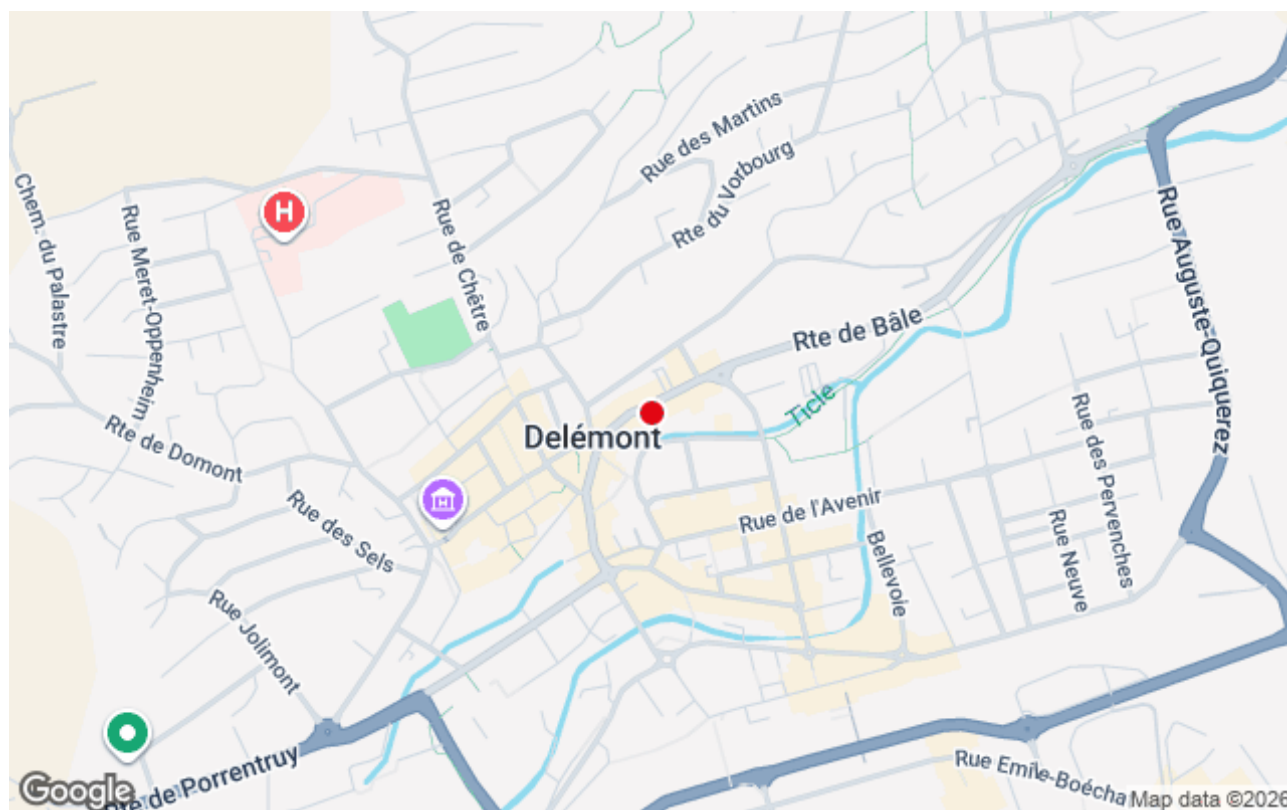 Rue des Martins
Rte du Vorbourg
Chem. du Palastre
Rue Meret-Oppenheim
H
Rue de Chêtre
Rue Auguste-Quiquerez
Rte de Bâle
Ticle
Delémont
Rte de Domont
Rue des Pervenches
Rue des Sels
Rue de l'Avenir
Rue Neuve
Bellevoie
Rue Jolimont
Rte de Porrentruy
Rue Emile-Boécha
Google
Map data ©2026